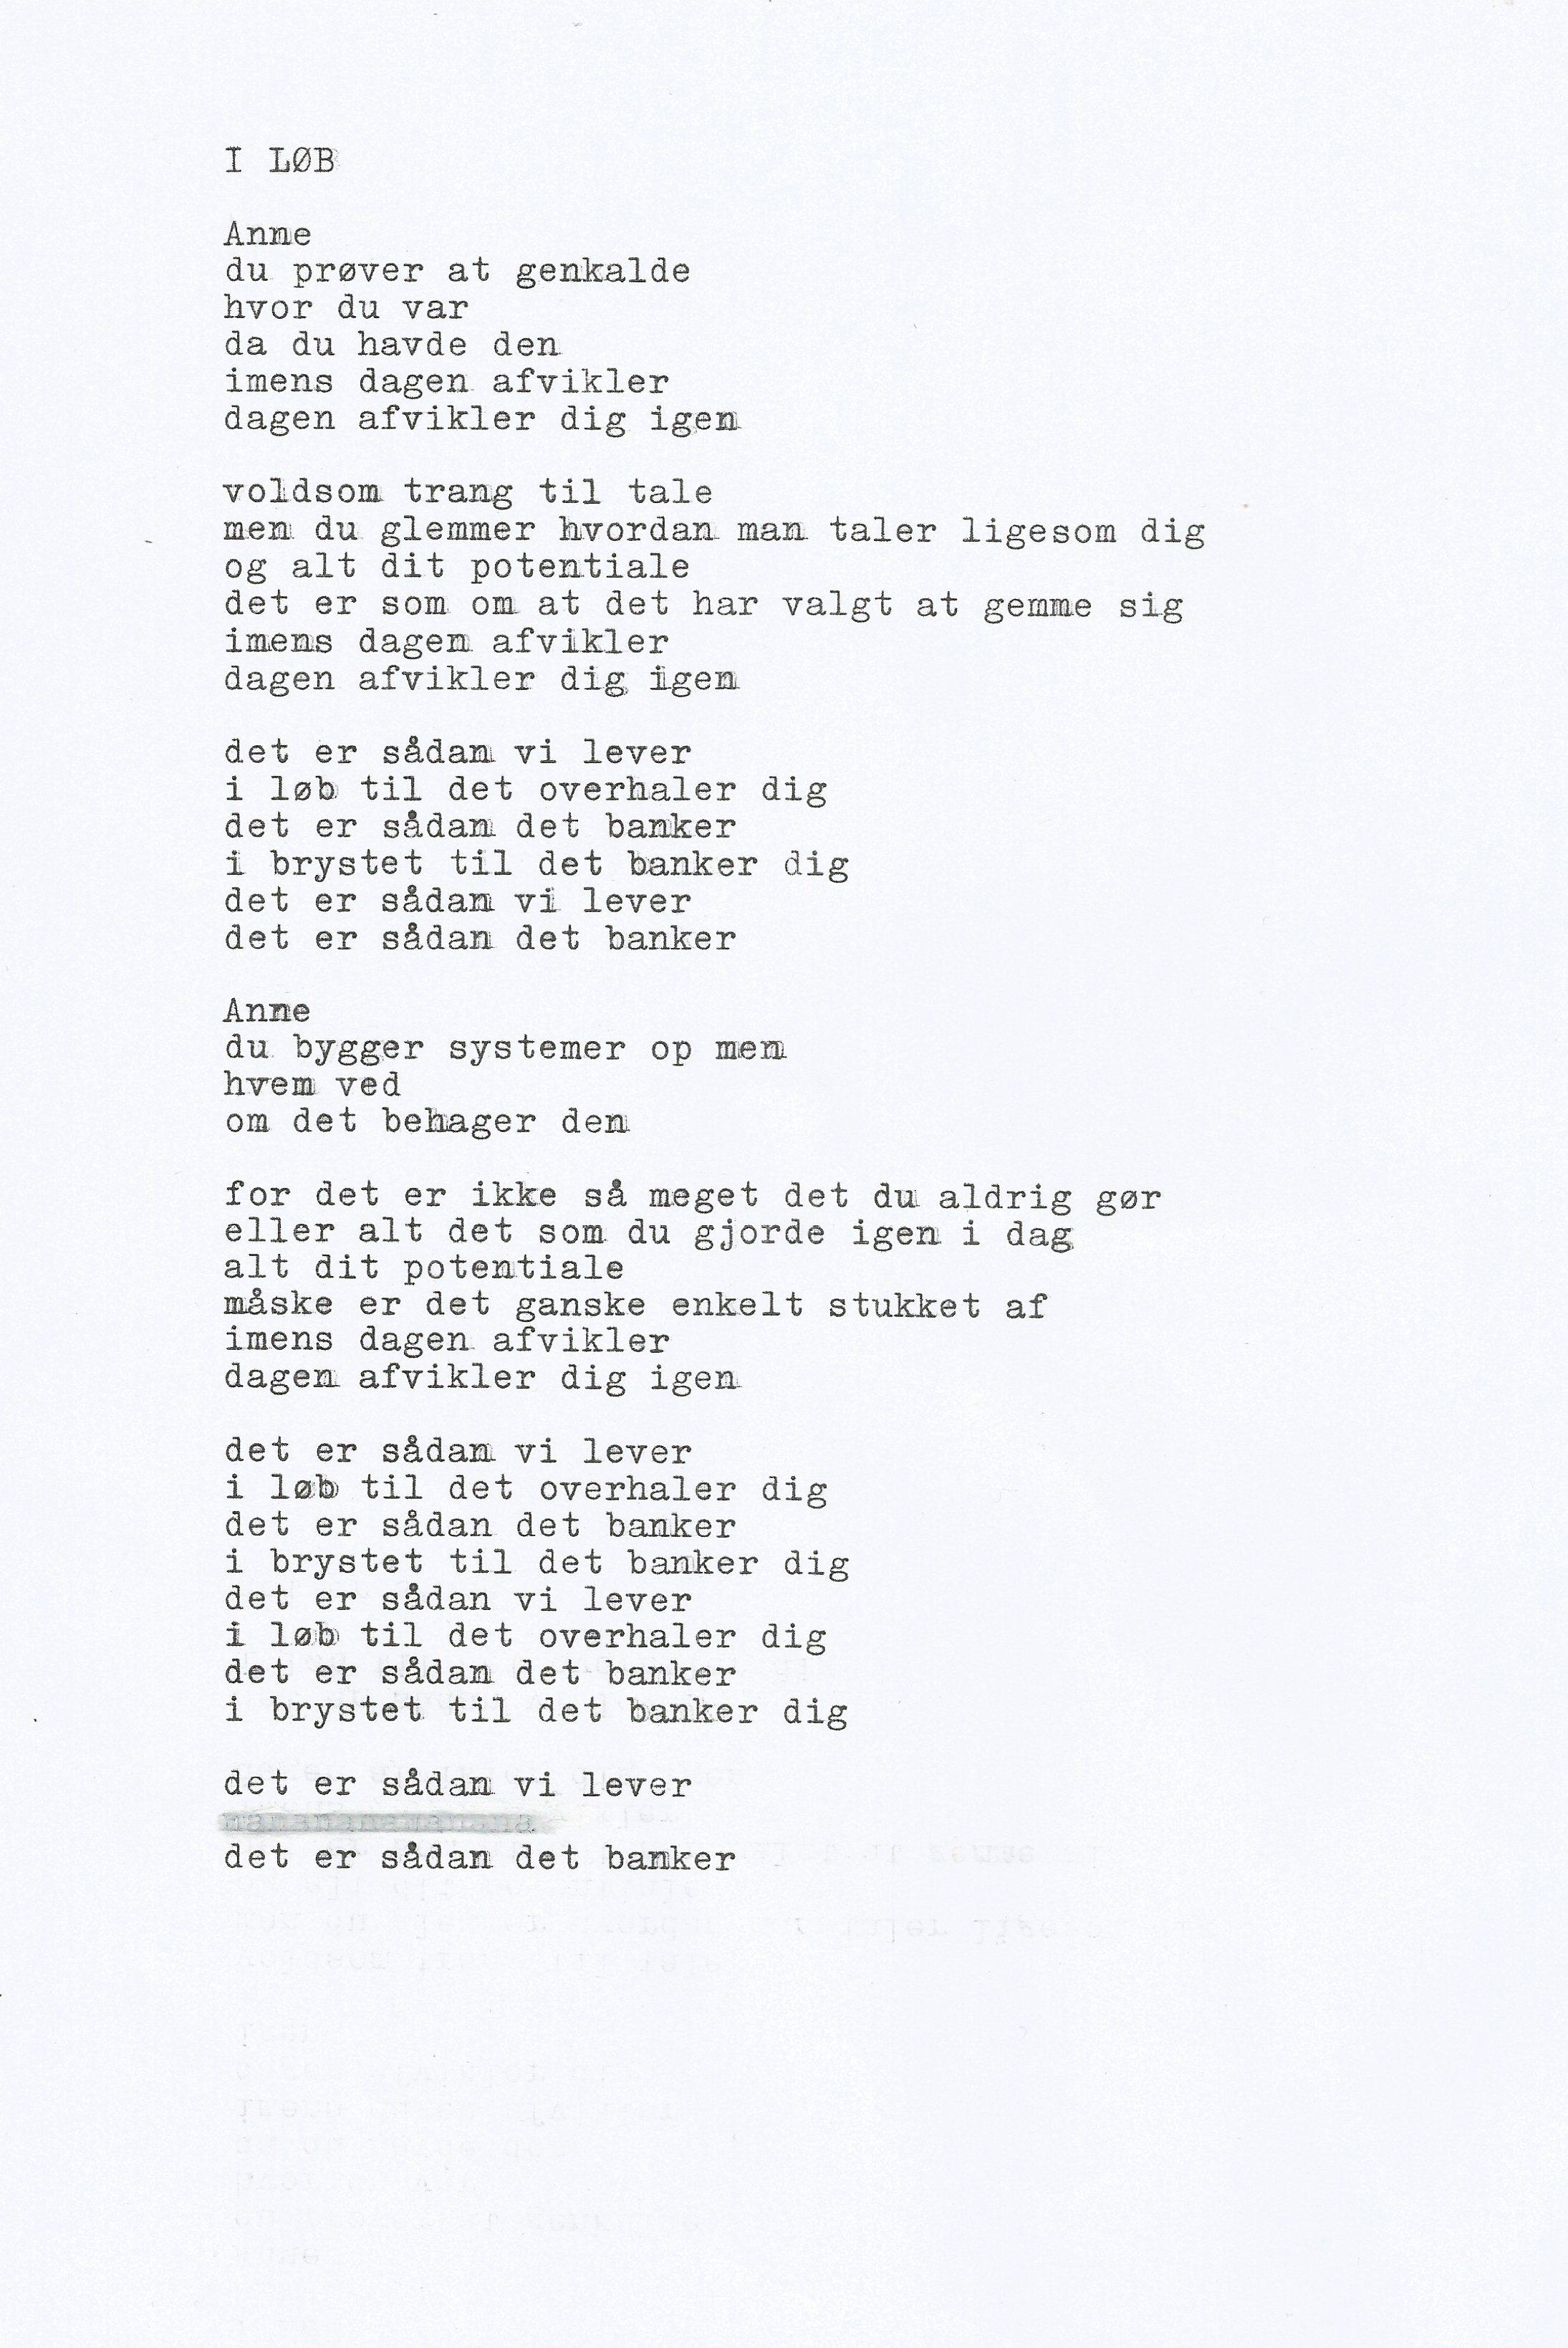 I LØB

Anne
du prøver at genkalde
hvor du var
da du havde den
imens dagen afvikler
dagen afvikler dig igen

voldsom trang til tale
men du glemmer hvordan man taler ligesom dig
og alt dit potentiale
det er som om at det har valgt at gemme sig
imens dagen afvikler
dagen afvikler dig igen

det er sådan vi lever
i løb til det overhaler dig
det er sådan det banker
i brystet til det banker dig
det er sådan vi lever
det er sådan det banker

Anne
du bygger systemer op men
hvem ved
om det behager den

for det er ikke så meget det du aldrig gør
eller alt det som du gjorde igen i dag
alt dit potentiale
måske er det ganske enkelt stukket af
imens dagen afvikler
dagen afvikler dig igen

det er sådan vi lever
i løb til det overhaler dig
det er sådan det banker
i brystet til det banker dig
det er sådan vi lever
i løb til det overhaler dig
det er sådan det banker
i brystet til det banker dig

det er sådan vi lever
det er sådan det banker